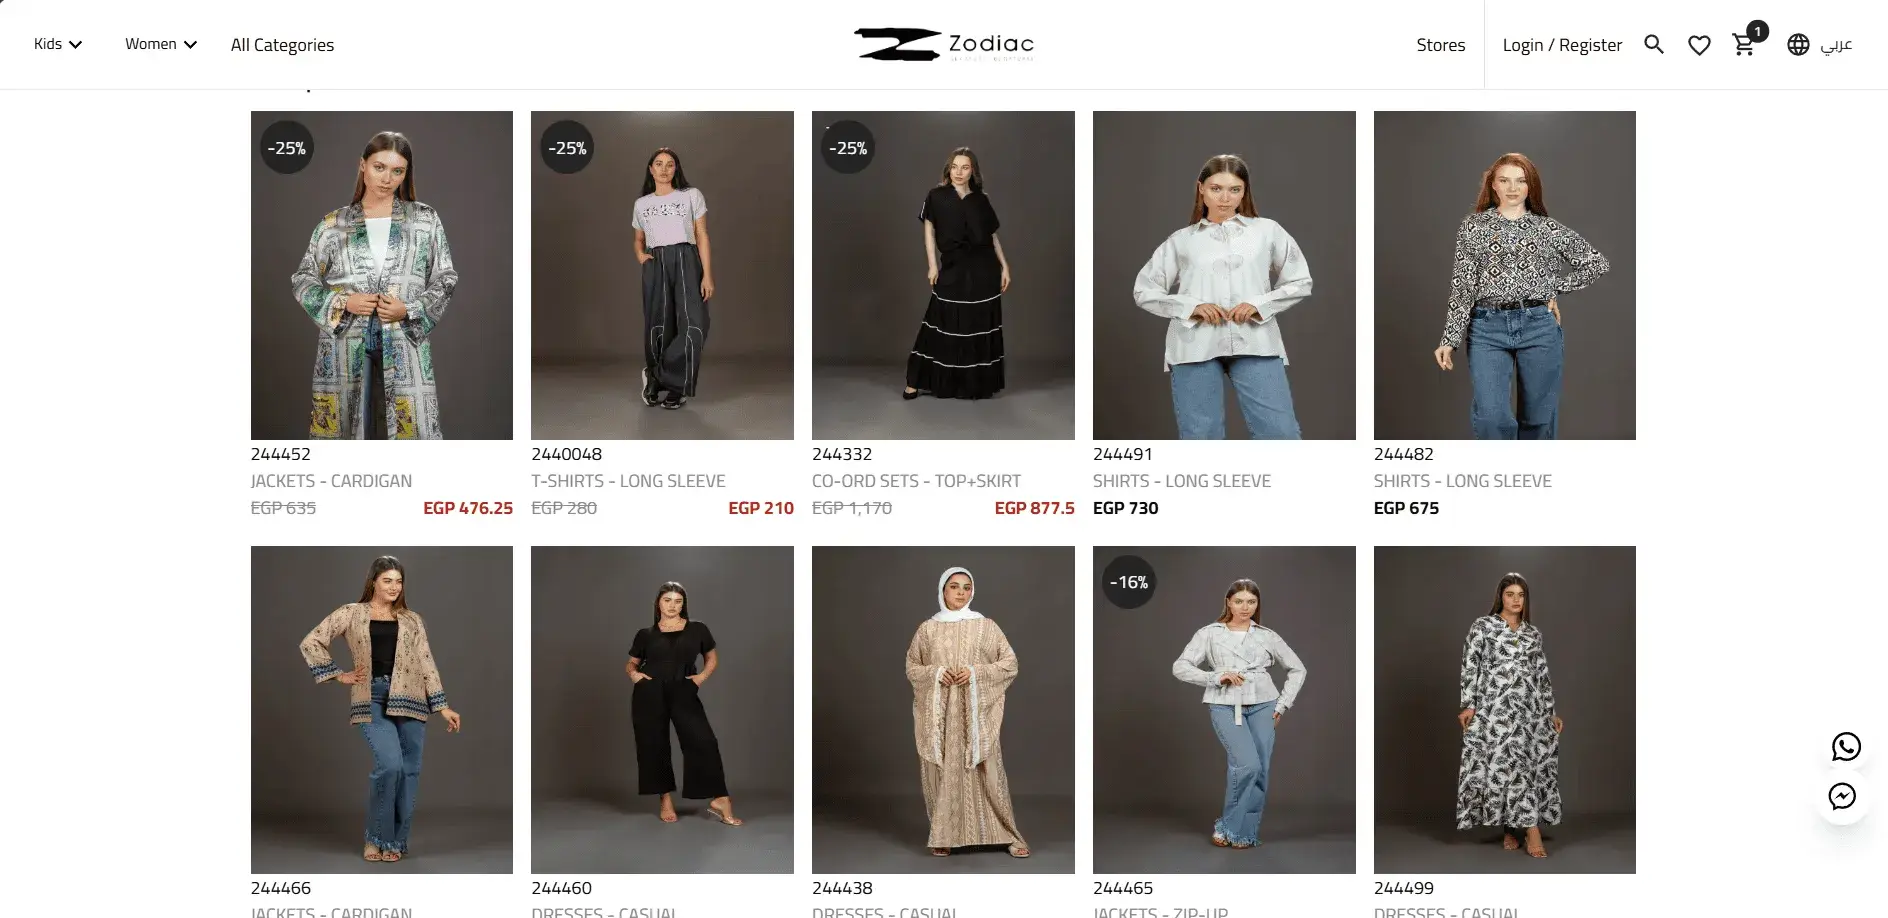 Kids
Women
All Categories
Zodiac
Stores
Login / Register
1
عربي
-25%
-25%
-25%
244452
JACKETS - CARDIGAN
EGP 635 EGP 476.25
2440048
T-SHIRTS - LONG SLEEVE
EGP 280 EGP 210
244332
CO-ORD SETS - TOP+SKIRT
EGP 1,170 EGP 877.5
244491
SHIRTS - LONG SLEEVE
EGP 730
244482
SHIRTS - LONG SLEEVE
EGP 675
-16%
244466
JACKETS - CARDIGAN
244460
DRESSES - CASUAL
244438
DRESSES - CASUAL
244465
JACKETS - ZIP-UP
244499
DRESSES - CASUAL